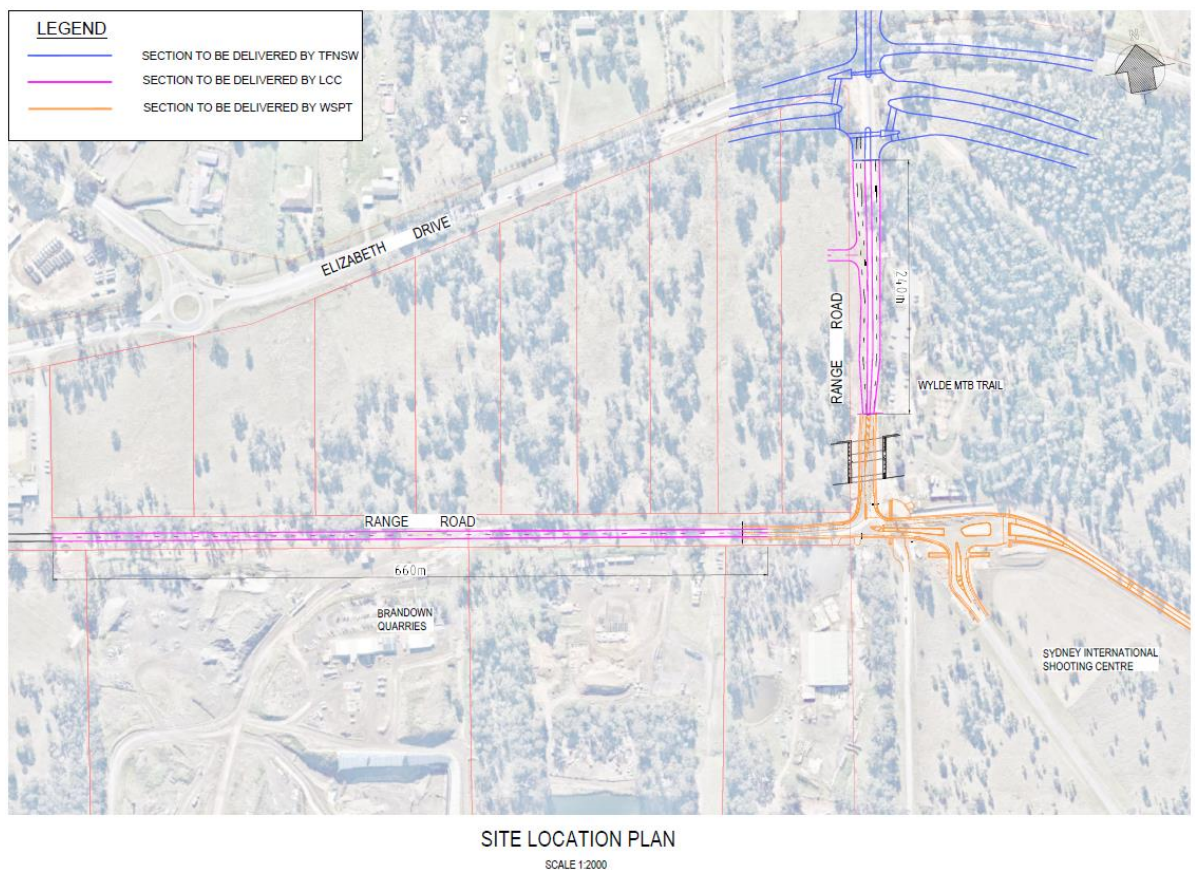 LEGEND
SECTION TO BE DELIVERED BY TFNSW
SECTION TO BE DELIVERED BY LCC
SECTION TO BE DELIVERED BY WSPT
N
ELIZABETH DRIVE
240m
RANGE ROAD
WYLDE MTB TRAIL
RANGE ROAD
660m
BRANDOWN
QUARRIES
SYDNEY INTERNATIONAL
SHOOTING CENTRE
SITE LOCATION PLAN
SCALE 1:2000